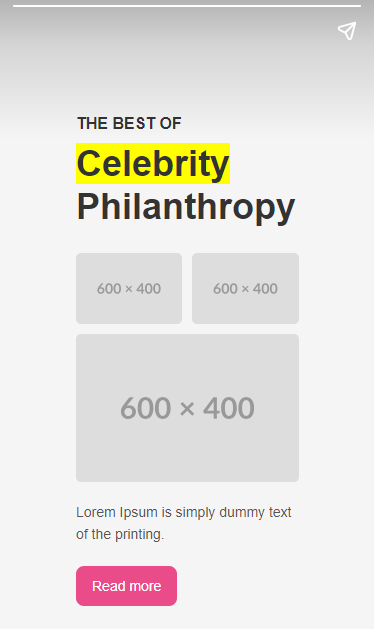 THE BEST OF
Celebrity
Philanthropy
600 × 400
600 × 400
600 × 400
Lorem Ipsum is simply dummy text
of the printing.
Read more